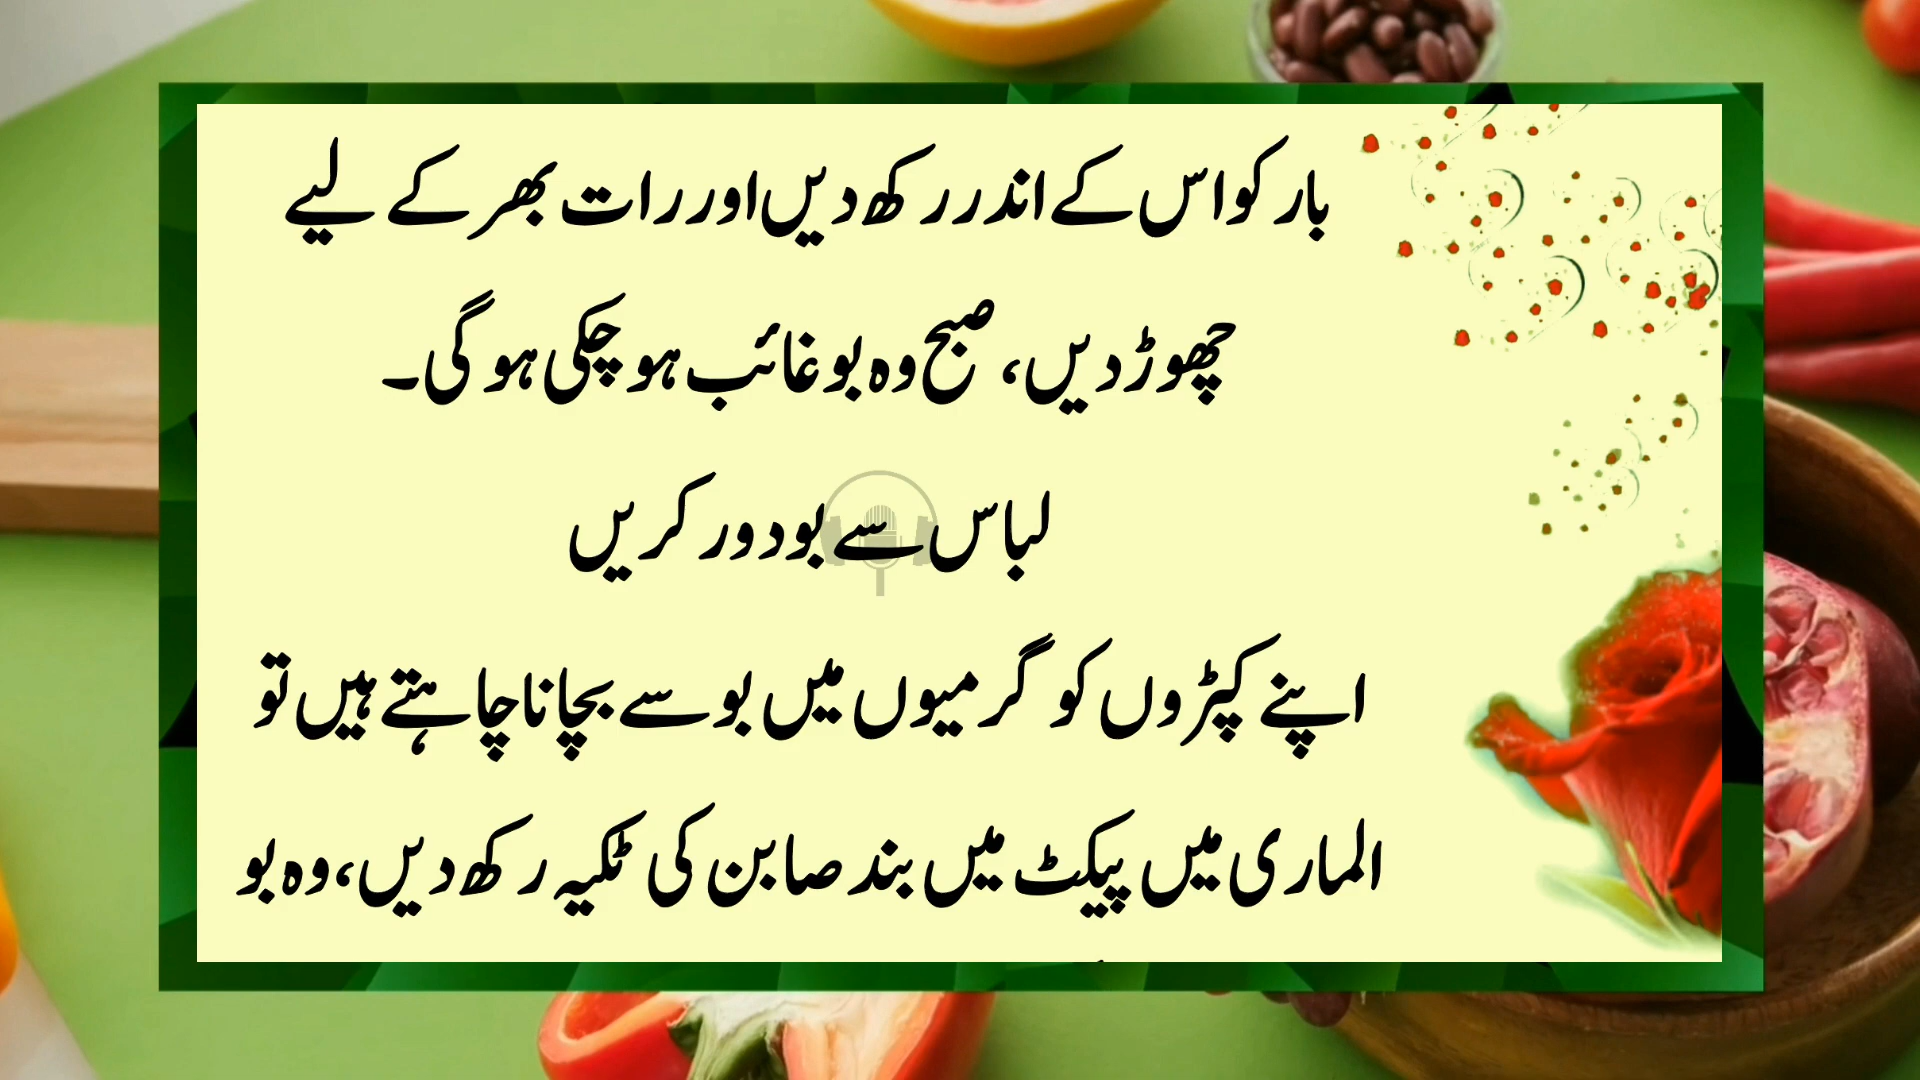 بار کو اس کے اندر رکھ دیں اور رات بھر کے لیے
چھوڑ دیں، صبح وہ بو غائب ہو چکی ہو گی۔
لباس سے بو دور کریں
اپنے کپڑوں کو گرمیوں میں بو سے بچانا چاہتے ہیں تو
الماری میں پیکٹ میں بند صابن کی ٹکیہ رکھ دیں، وہ بو